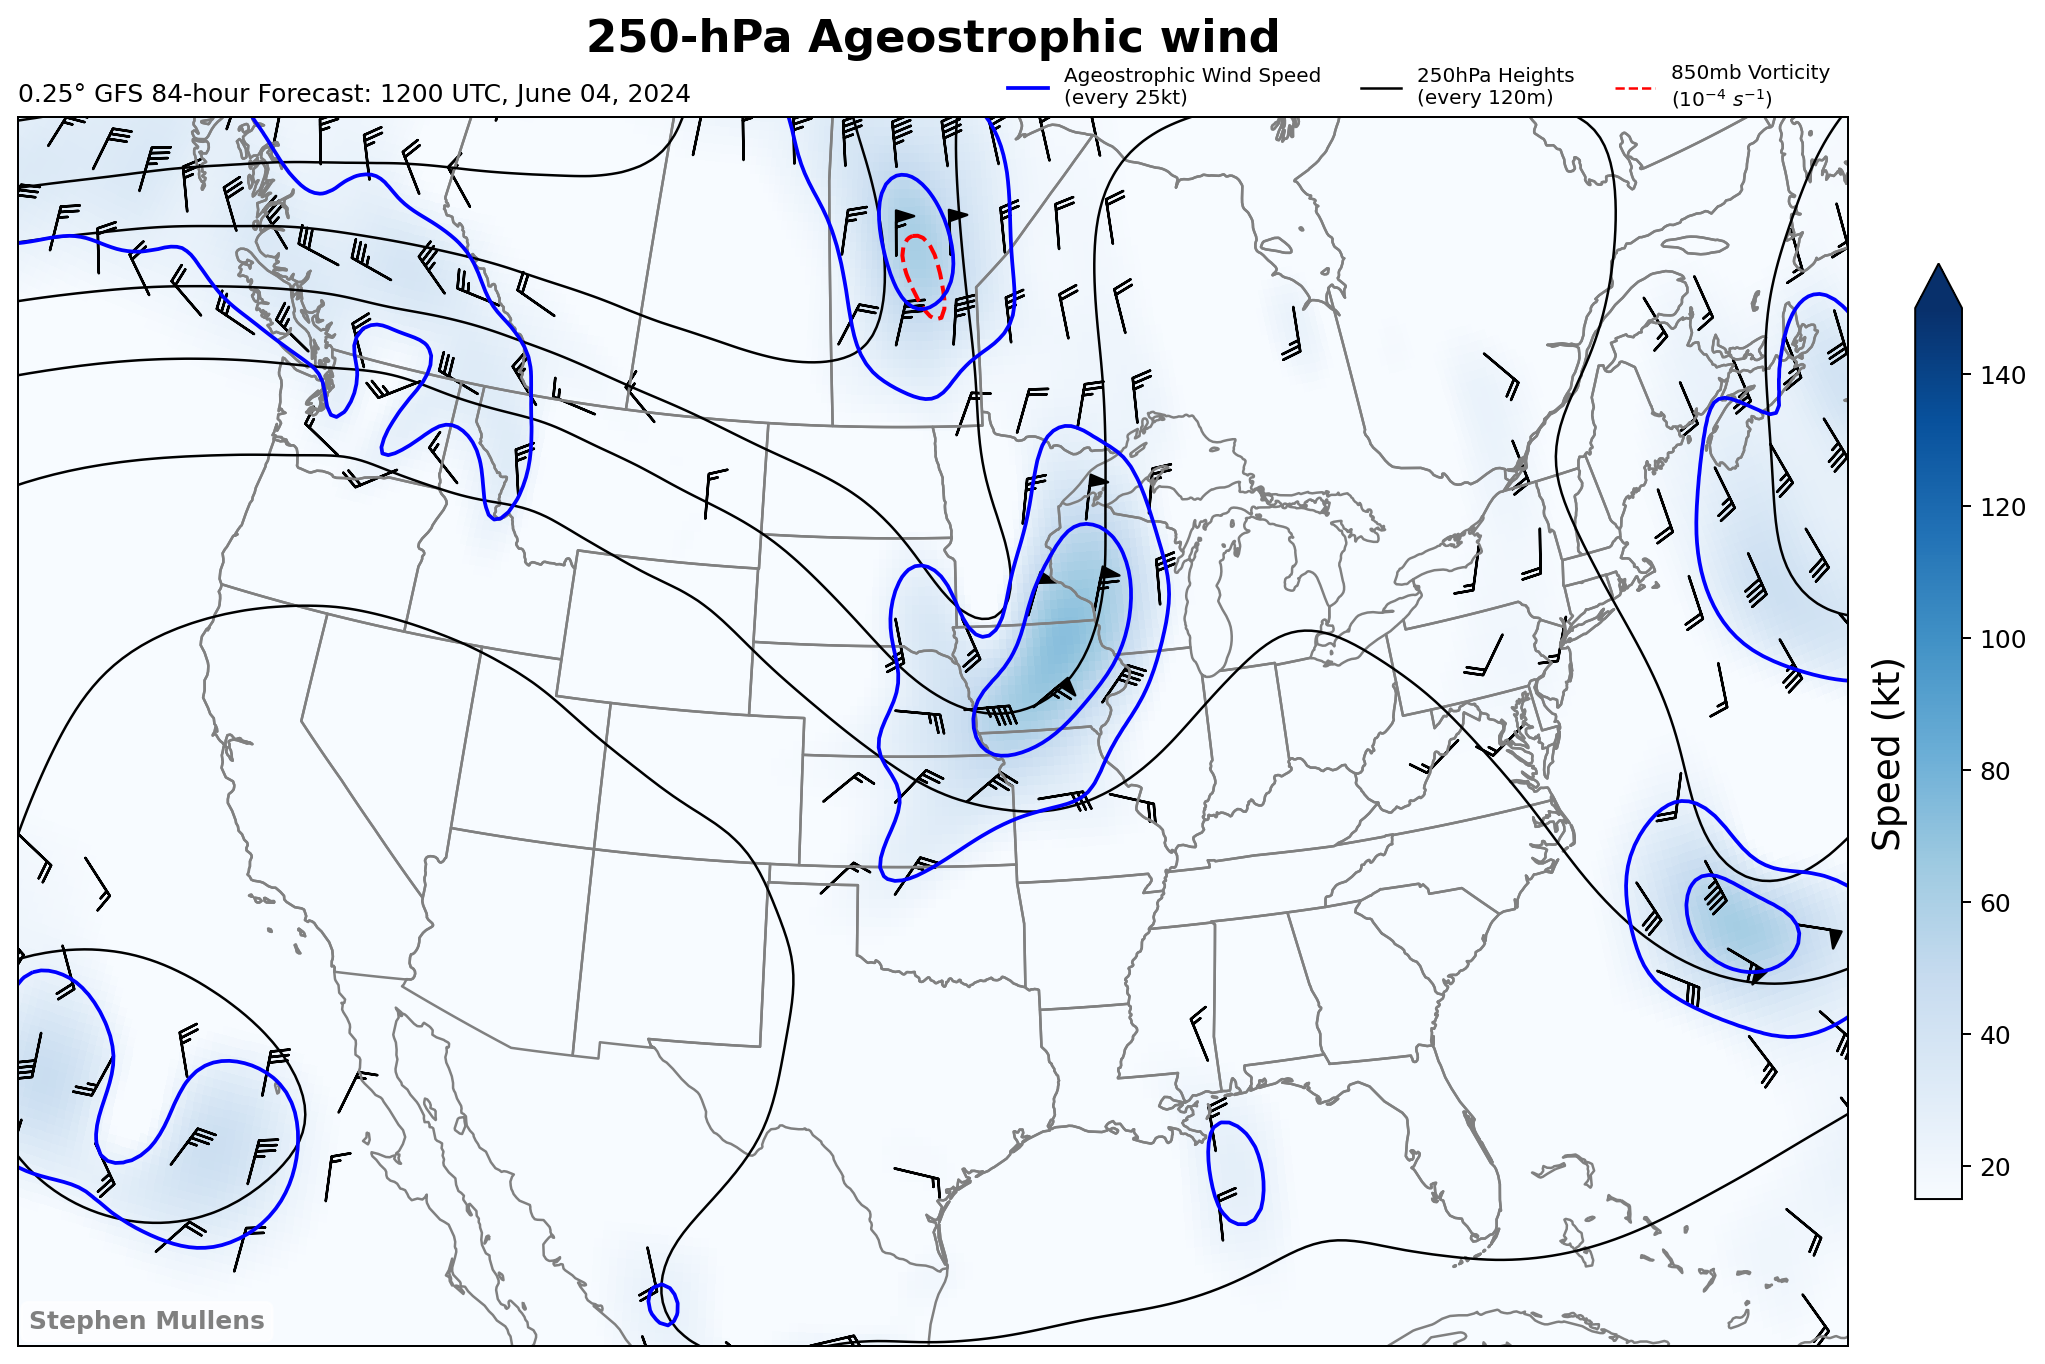 250-hPa Ageostrophic wind
0.25° GFS 84-hour Forecast: 1200 UTC, June 04, 2024
Ageostrophic Wind Speed
(every 25kt)
250hPa Heights
(every 120m)
850mb Vorticity
(10⁻⁴ s⁻¹)
140
120
100
80
60
40
20
Speed (kt)
Stephen Mullens